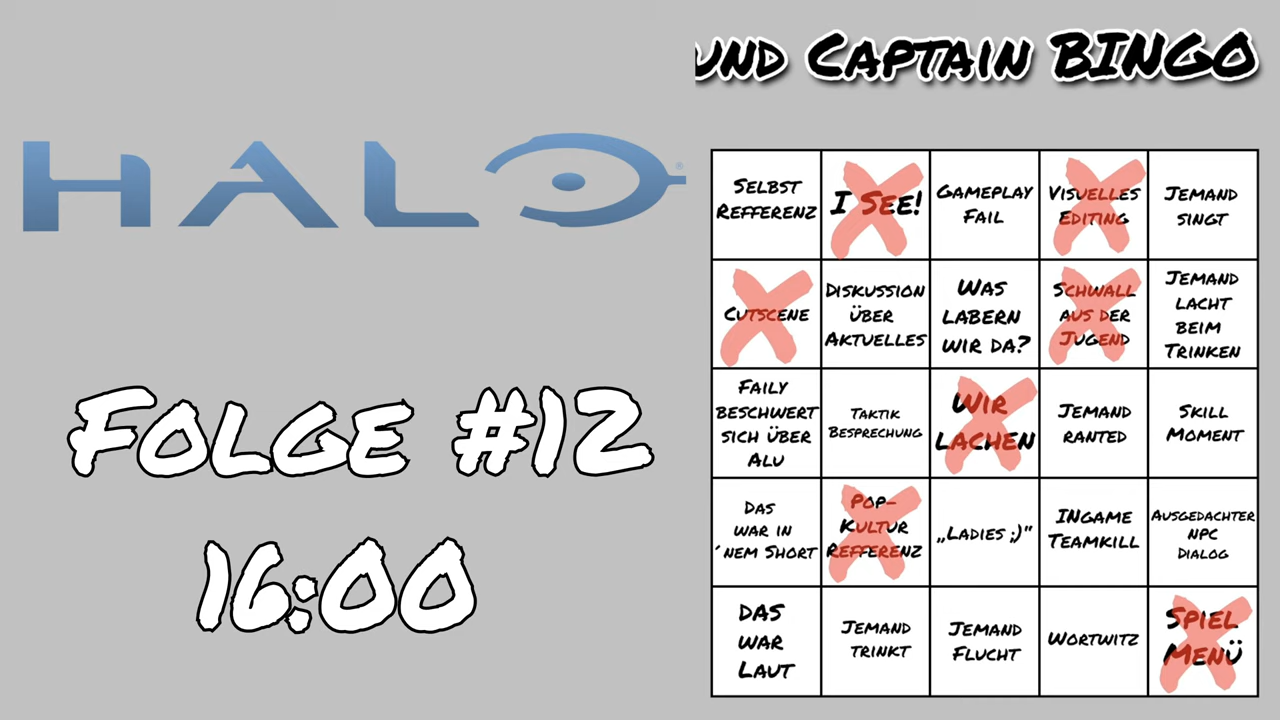 UND CAPTAIN BINGO
HALO
®
FOLGE #12
16:00
SELBST
REFFERENZ
I SEE!
GAMEPLAY
FAIL
VISUELLES
EDITING
JEMAND
SINGT
CUTSCENE
DISKUSSION
ÜBER
AKTUELLES
WAS
LABERN
WIR DA?
SCHWALL
AUS DER
JUGEND
JEMAND
LACHT
BEIM
TRINKEN
FAILY
BESCHWERT
SICH ÜBER
ALU
TAKTIK
BESPRECHUNG
WIR
LACHEN
JEMAND
RANTED
SKILL
MOMENT
DAS
WAR IN
´NEM SHORT
POP-
KULTUR
REFFERENZ
„LADIES ;)"
INGAME
TEAMKILL
AUSGEDACHTER
NPC
DIALOG
DAS
WAR
LAUT
JEMAND
TRINKT
JEMAND
FLUCHT
WORTWITZ
SPIEL
MENÜ